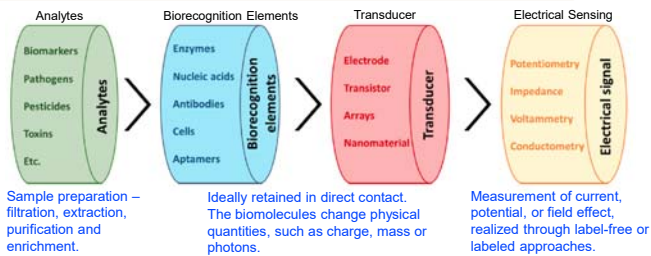 Analytes
Biorecognition Elements
Transducer
Electrical Sensing
Biomarkers
Pathogens
Pesticides
Toxins
Etc.
Analytes
Enzymes
Nucleic acids
Antibodies
Cells
Aptamers
Biorecognition
elements
Electrode
Transistor
Arrays
Nanomaterial
Transducer
Potentiometry
Impedance
Voltammetry
Conductometry
Electrical signal
Sample preparation –
filtration, extraction,
purification and
enrichment.
Ideally retained in direct contact.
The biomolecules change physical
quantities, such as charge, mass or
photons.
Measurement of current,
potential, or field effect,
realized through label-free or
labeled approaches.